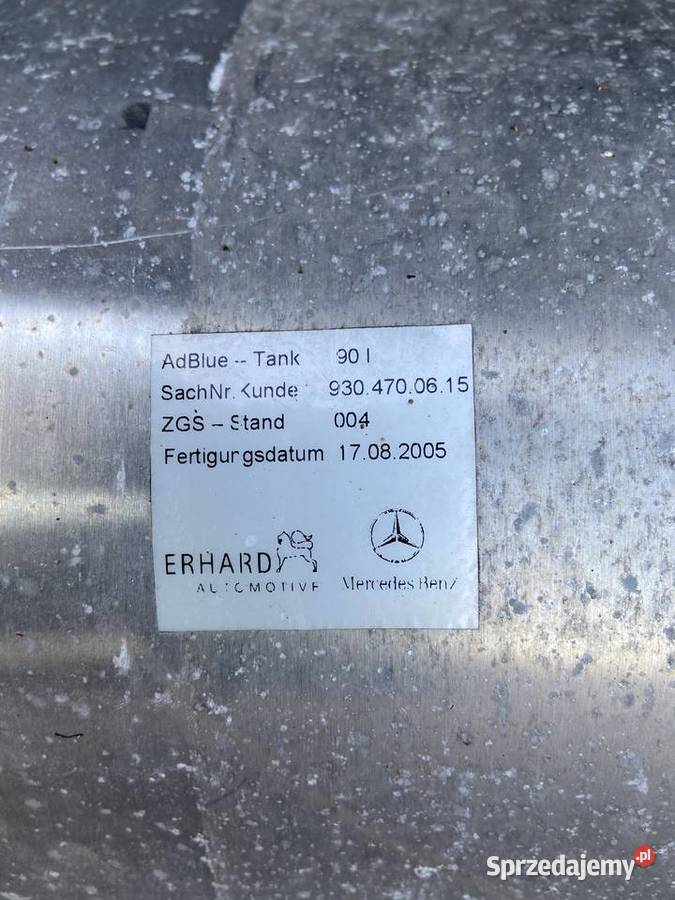 AdBlue -- Tank 90 l
SachNr. Kunde 930.470.06.15
ZGS – Stand 004
Fertigungsdatum 17.08.2005
ERHARD
AUTOMOTIVE
Mercedes Benz
Sprzedajemy.pl